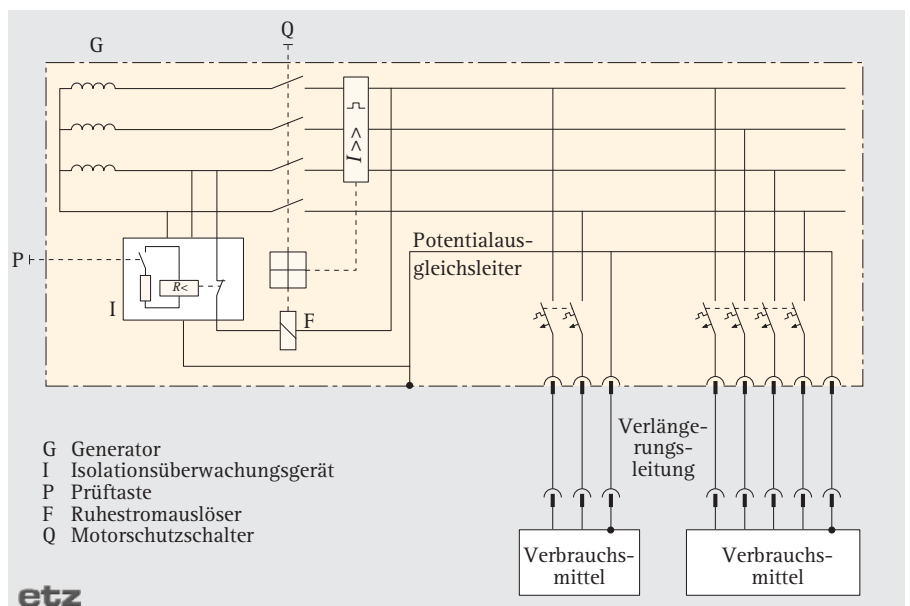 G
Q
I >>
P
Potentialaus-
gleichsleiter
R<
I
F
Verlänge-
rungs-
leitung
G Generator
I Isolationsüberwachungsgerät
P Prüftaste
F Ruhestromauslöser
Q Motorschutzschalter
Verbrauchs-
mittel
Verbrauchs-
mittel
etz